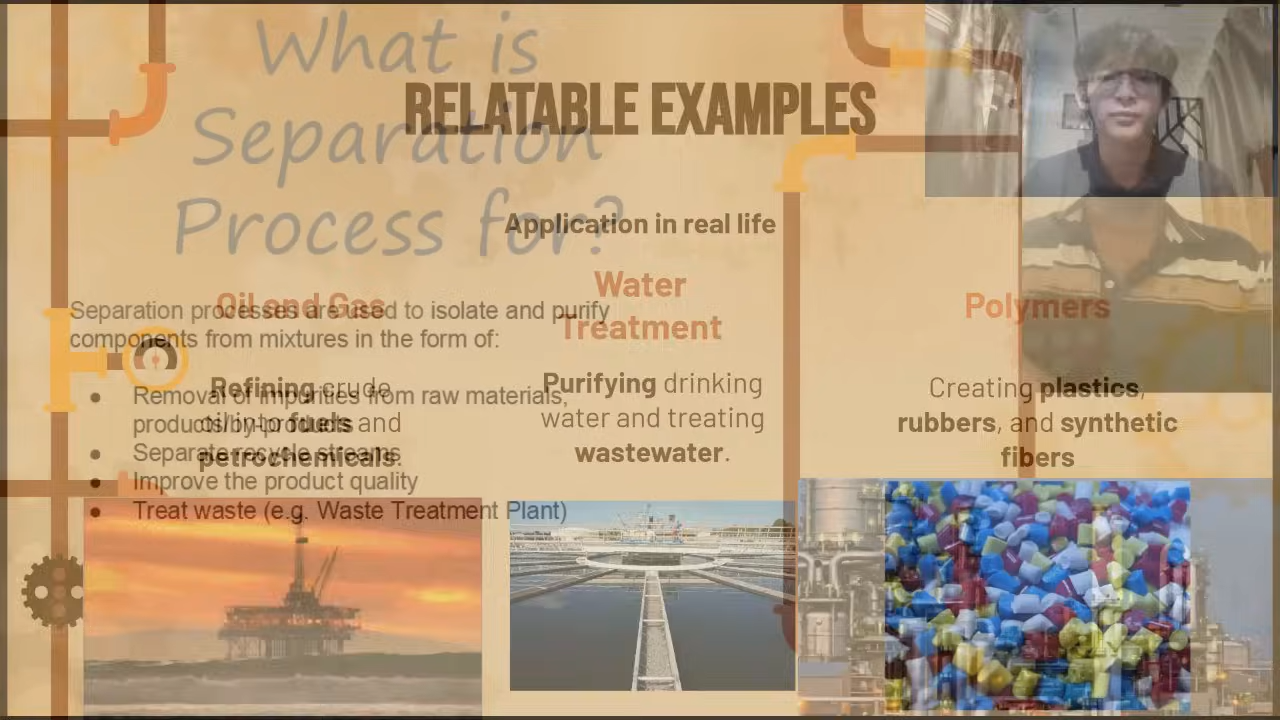 What is
Separation
Process for?
Separation processes are used to isolate and purify
components from mixtures in the form of:
● Removal of impurities from raw materials,
products/by-products
● Separate recycle streams
● Improve the product quality
● Treat waste (e.g. Waste Treatment Plant)
RELATABLE EXAMPLES
Application in real life
Oil and Gas
Refining crude
oil into fuels and
petrochemicals.
Water
Treatment
Purifying drinking
water and treating
wastewater.
Polymers
Creating plastics,
rubbers, and synthetic
fibers